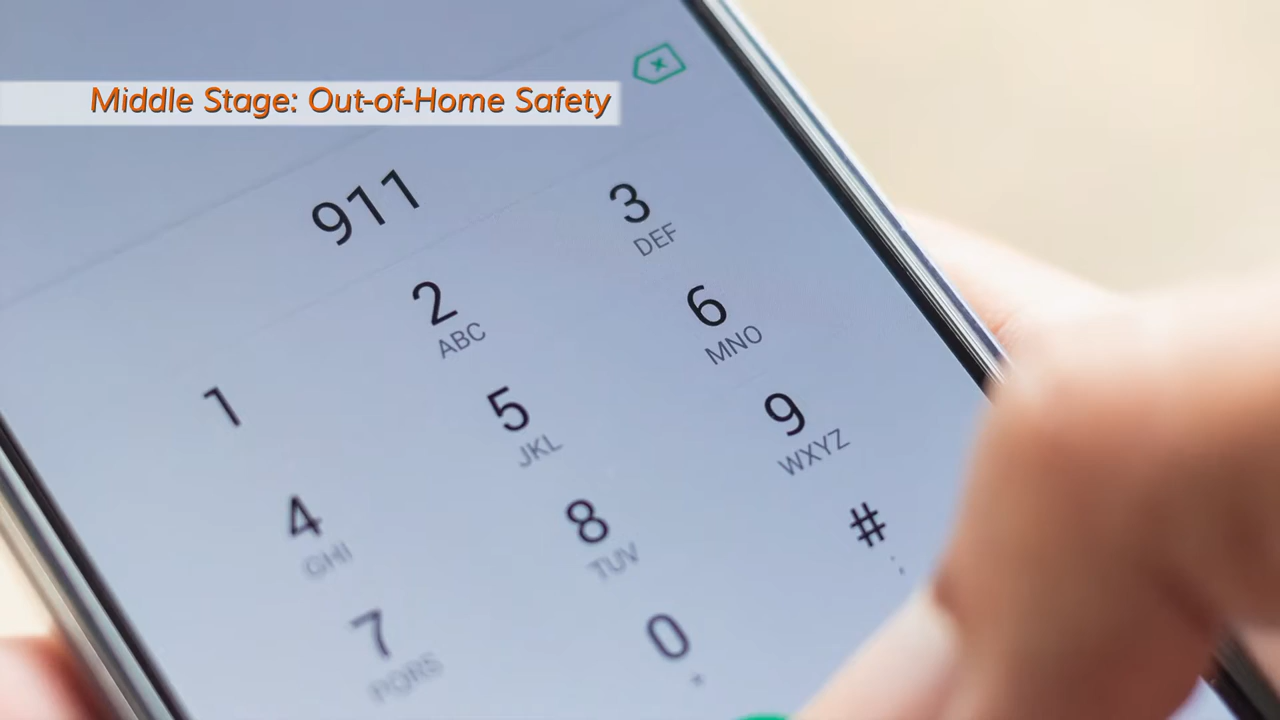 Middle Stage: Out-of-Home Safety
911
1
2 ABC
3 DEF
4 GHI
5 JKL
6 MNO
7 PQRS
8 TUV
9 WXYZ
0
#